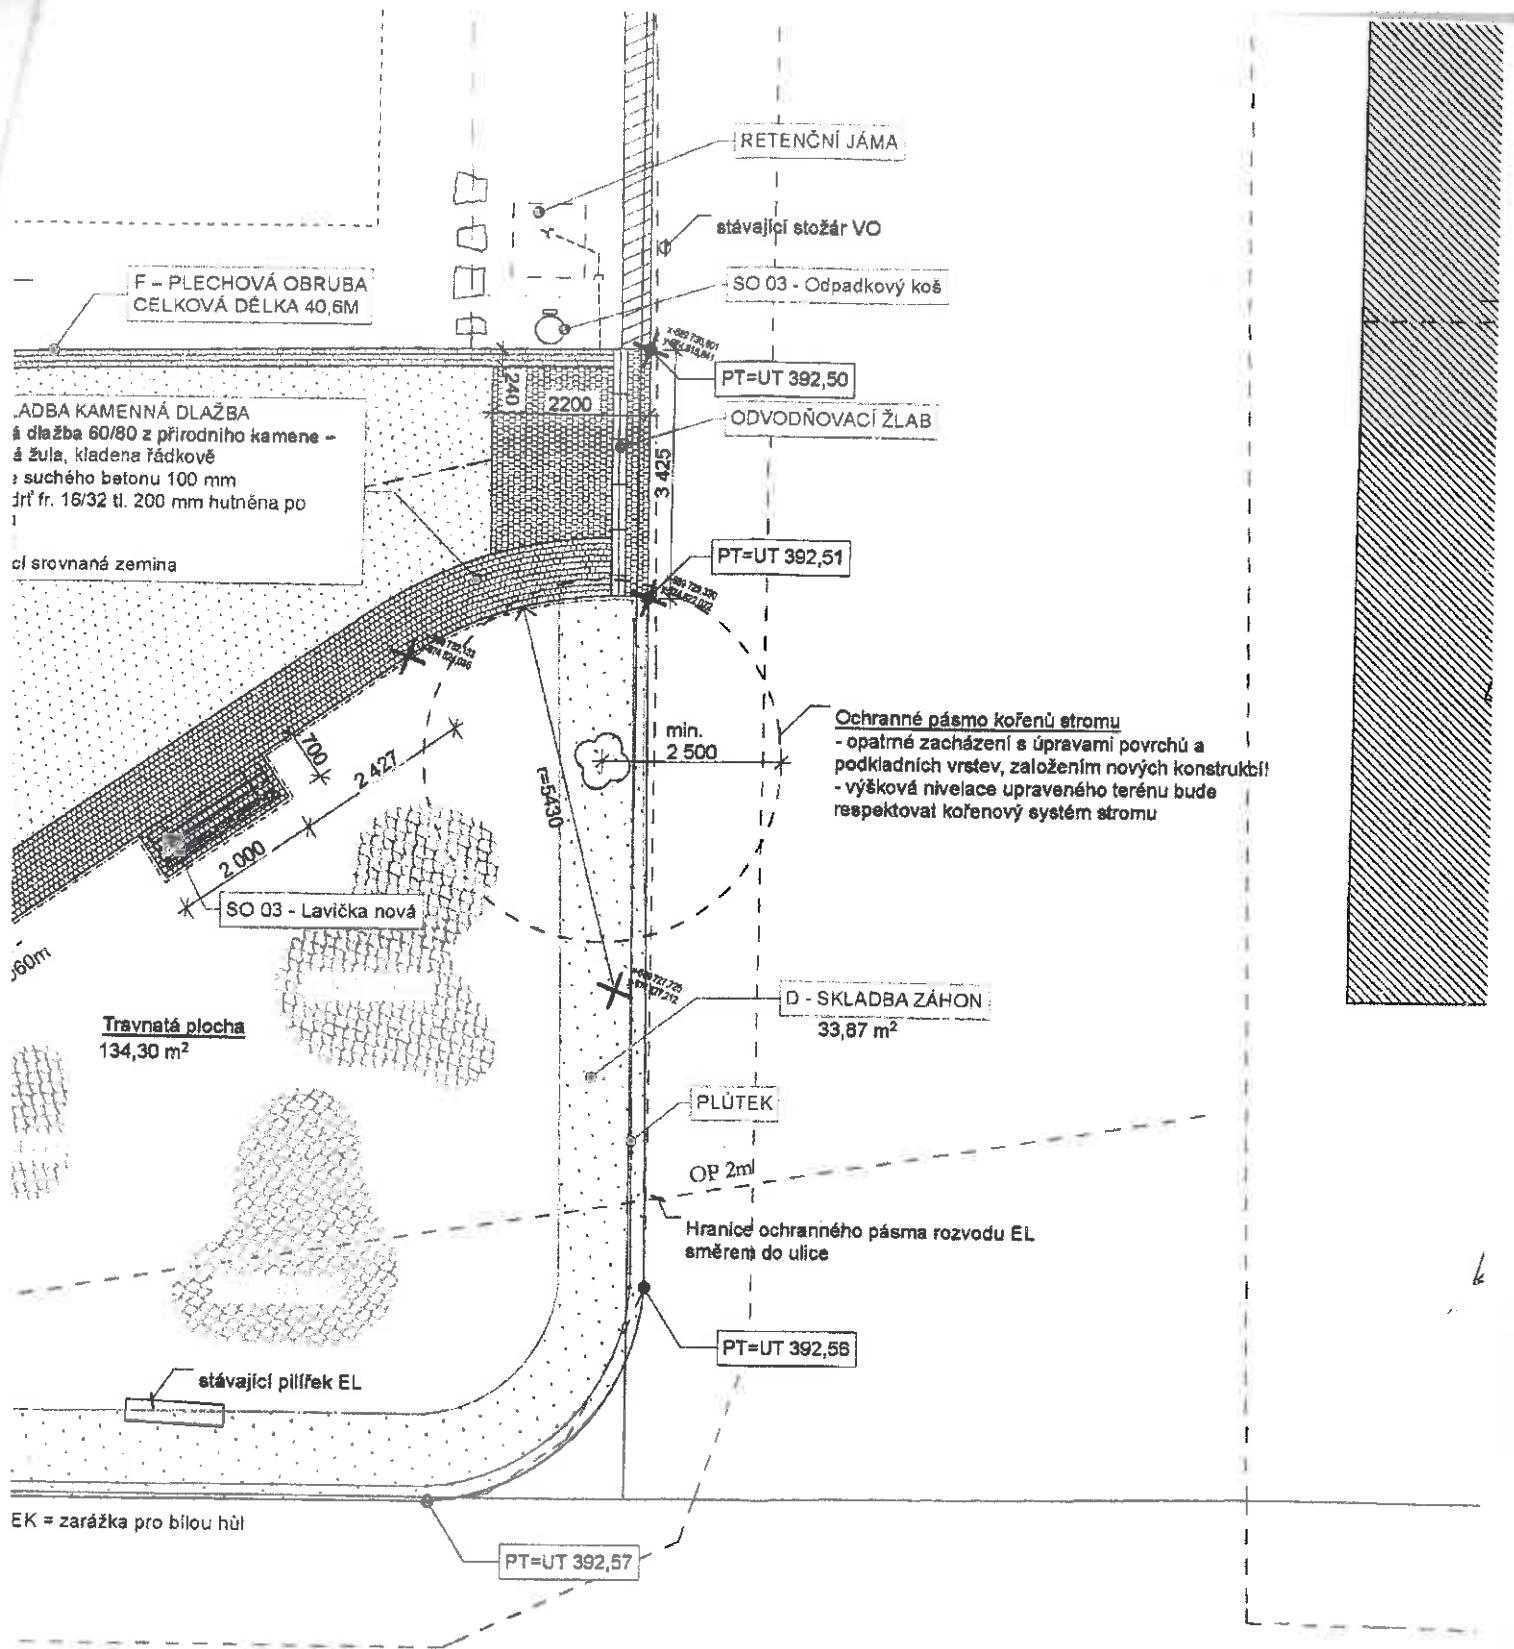 RETENČNÍ JÁMA
stávající stožár VO
F – PLECHOVÁ OBRUBA
CELKOVÁ DÉLKA 40,6M
SO 03 - Odpadkový koš
PT=UT 392,50
240
2200
ODVODŇOVACÍ ŽLAB
3 425
LADBA KAMENNÁ DLAŽBA
á dlažba 60/80 z přírodního kamene –
á žula, kladena řádkově
e suchého betonu 100 mm
drť fr. 16/32 tl. 200 mm hutněna po
cí srovnaná zemina
PT=UT 392,51
Ochranné pásmo kořenů stromu
- opatrné zacházení s úpravami povrchů a
podkladních vrstev, založením nových konstrukcí!
- výšková nivelace upraveného terénu bude
respektovat kořenový systém stromu
min.
2 500
700
2 427
r=5430
2 000
SO 03 - Lavička nová
060m
D - SKLADBA ZÁHON
33,87 m²
Travnatá plocha
134,30 m²
PLŮTEK
OP 2m
Hranice ochranného pásma rozvodu EL
směrem do ulice
PT=UT 392,56
stávající pilířek EL
EK = zarážka pro bílou hůl
PT=UT 392,57